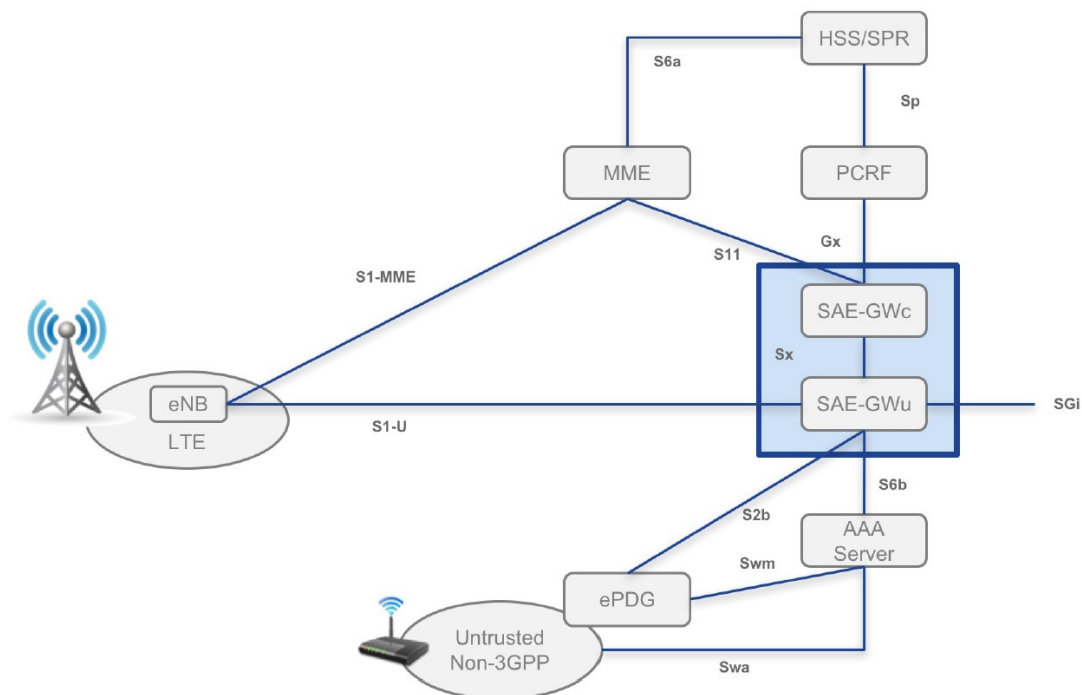 HSS/SPR
S6a
Sp
MME
PCRF
S11
Gx
S1-MME
SAE-GWc
Sx
eNB
SAE-GWu
SGi
S1-U
LTE
S6b
S2b
AAA
Server
Swm
ePDG
Untrusted
Non-3GPP
Swa